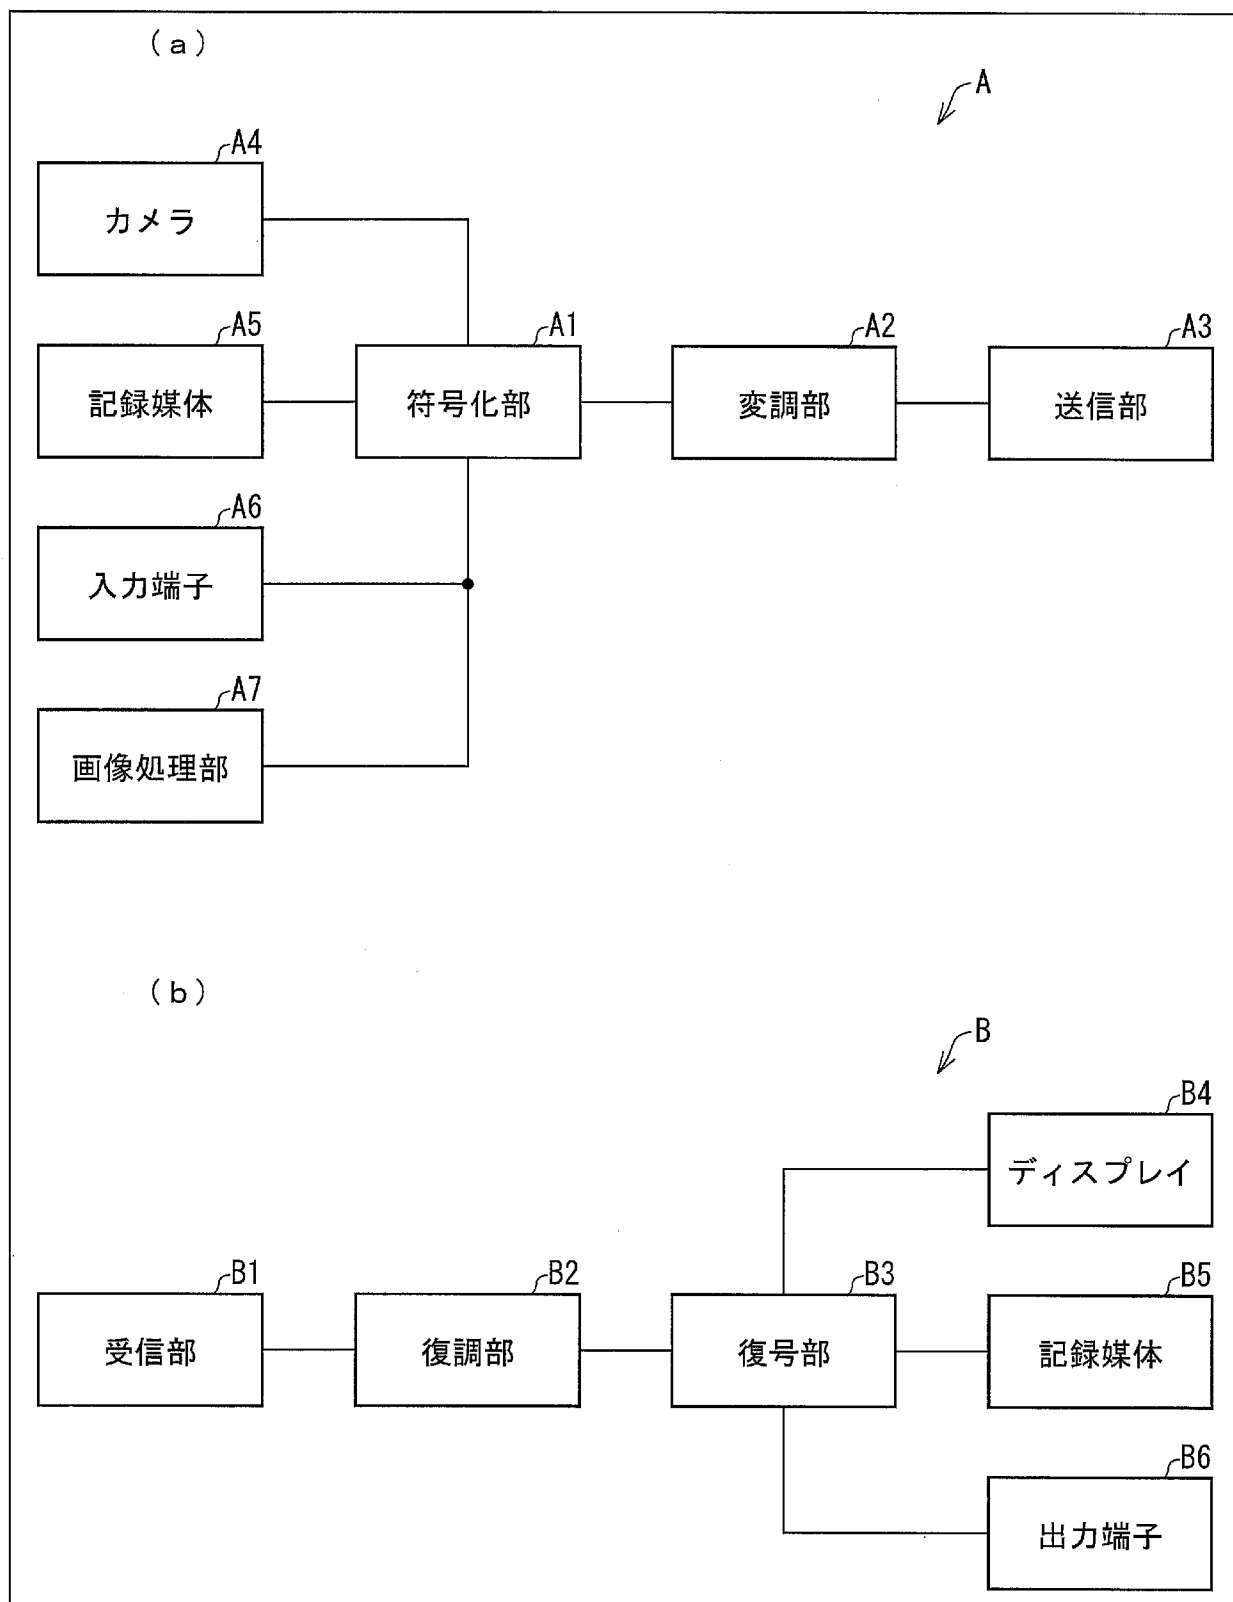 (a)
A
A4
カメラ
A5
記録媒体
A1
符号化部
A2
変調部
A3
送信部
A6
入力端子
A7
画像処理部
(b)
B
B4
ディスプレイ
B1
受信部
B2
復調部
B3
復号部
B5
記録媒体
B6
出力端子